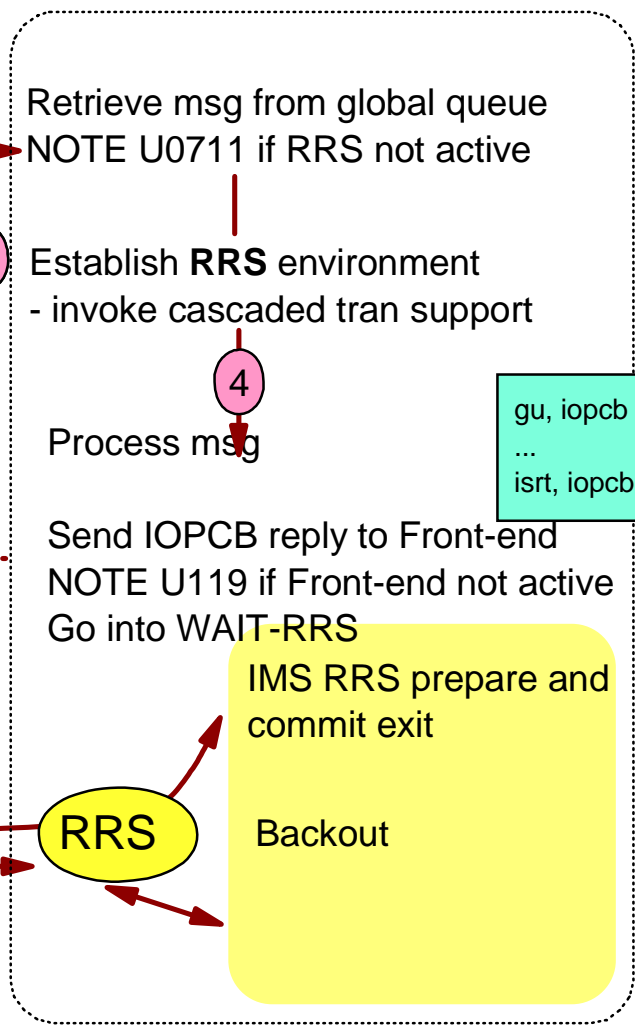 Retrieve msg from global queue
NOTE U0711 if RRS not active
Establish RRS environment
- invoke cascaded tran support
4
Process msg
gu, iopcb
...
isrt, iopcb
Send IOPCB reply to Front-end
NOTE U119 if Front-end not active
Go into WAIT-RRS
IMS RRS prepare and
commit exit
RRS
Backout